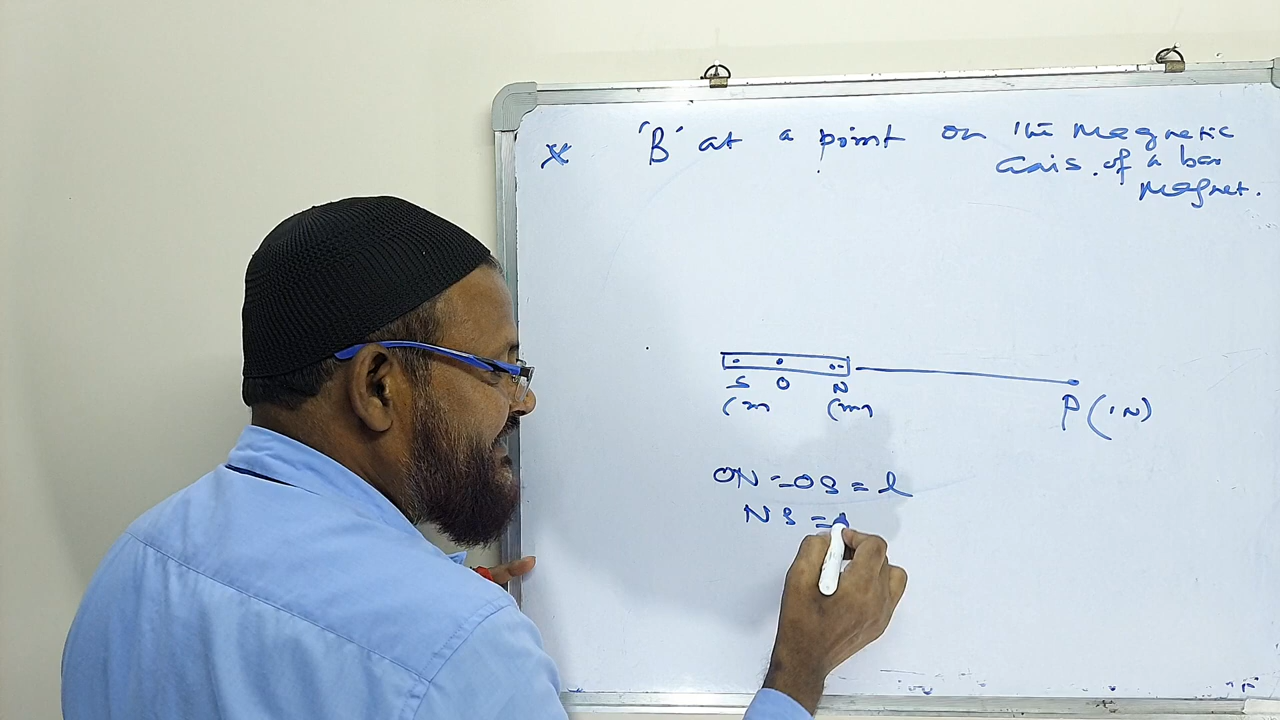 * 'B' at a point on the Magnetic
axis of a bar
Magnet.
S O N
(m) (m)
P (1N)
ON = OS = l
NS =